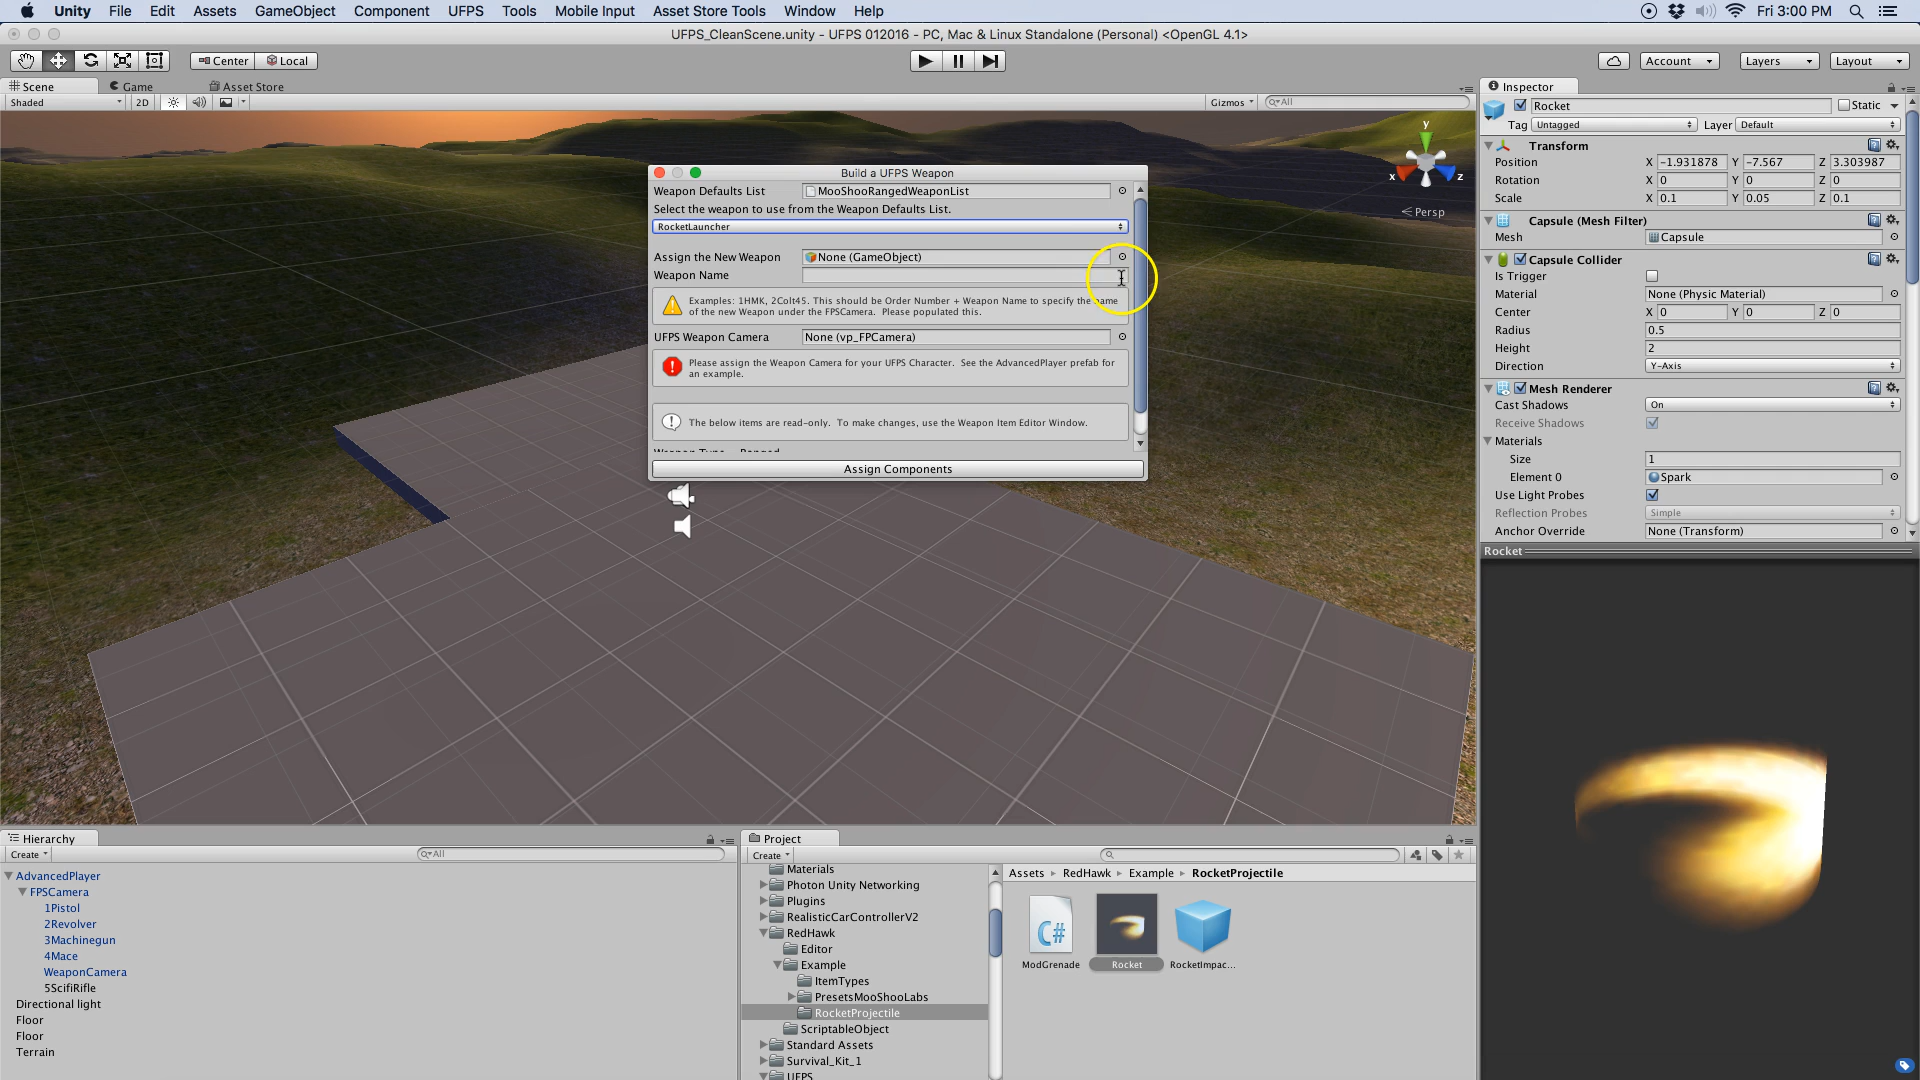 Unity File Edit Assets GameObject Component UFPS Tools Mobile Input Asset Store Tools Window Help Fri 3:00 PM
UFPS_CleanScene.unity - UFPS 012016 - PC, Mac & Linux Standalone (Personal) <OpenGL 4.1>
Center Local Account Layers Layout
Scene Game Asset Store
Shaded 2D Gizmos All
y
x z
Persp
Build a UFPS Weapon
Weapon Defaults List MooShooRangedWeaponList
Select the weapon to use from the Weapon Defaults List.
RocketLauncher
Assign the New Weapon None (GameObject)
Weapon Name
Examples: 1HMK, 2Colt45. This should be Order Number + Weapon Name to specify the name
of the new Weapon under the FPSCamera. Please populated this.
UFPS Weapon Camera None (vp_FPCamera)
Please assign the Weapon Camera for your UFPS Character. See the AdvancedPlayer prefab for
an example.
The below items are read-only. To make changes, use the Weapon Item Editor Window.
Weapon Type Ranged
Assign Components
Inspector
Rocket Static
Tag Untagged Layer Default
Transform
Position X -1.931878 Y -7.567 Z 3.303987
Rotation X 0 Y 0 Z 0
Scale X 0.1 Y 0.05 Z 0.1
Capsule (Mesh Filter)
Mesh Capsule
Capsule Collider
Is Trigger
Material None (Physic Material)
Center X 0 Y 0 Z 0
Radius 0.5
Height 2
Direction Y-Axis
Mesh Renderer
Cast Shadows On
Receive Shadows
Materials
Size 1
Element 0 Spark
Use Light Probes
Reflection Probes Simple
Anchor Override None (Transform)
Rocket
Hierarchy
Create All
AdvancedPlayer
FPSCamera
1Pistol
2Revolver
3Machinegun
4Mace
WeaponCamera
5ScifiRifle
Directional light
Floor
Floor
Terrain
Project
Create
Materials
Photon Unity Networking
Plugins
RealisticCarControllerV2
RedHawk
Editor
Example
ItemTypes
PresetsMooShooLabs
RocketProjectile
ScriptableObject
Standard Assets
Survival_Kit_1
UFPS
Assets RedHawk Example RocketProjectile
C#
ModGrenade Rocket RocketImpac...